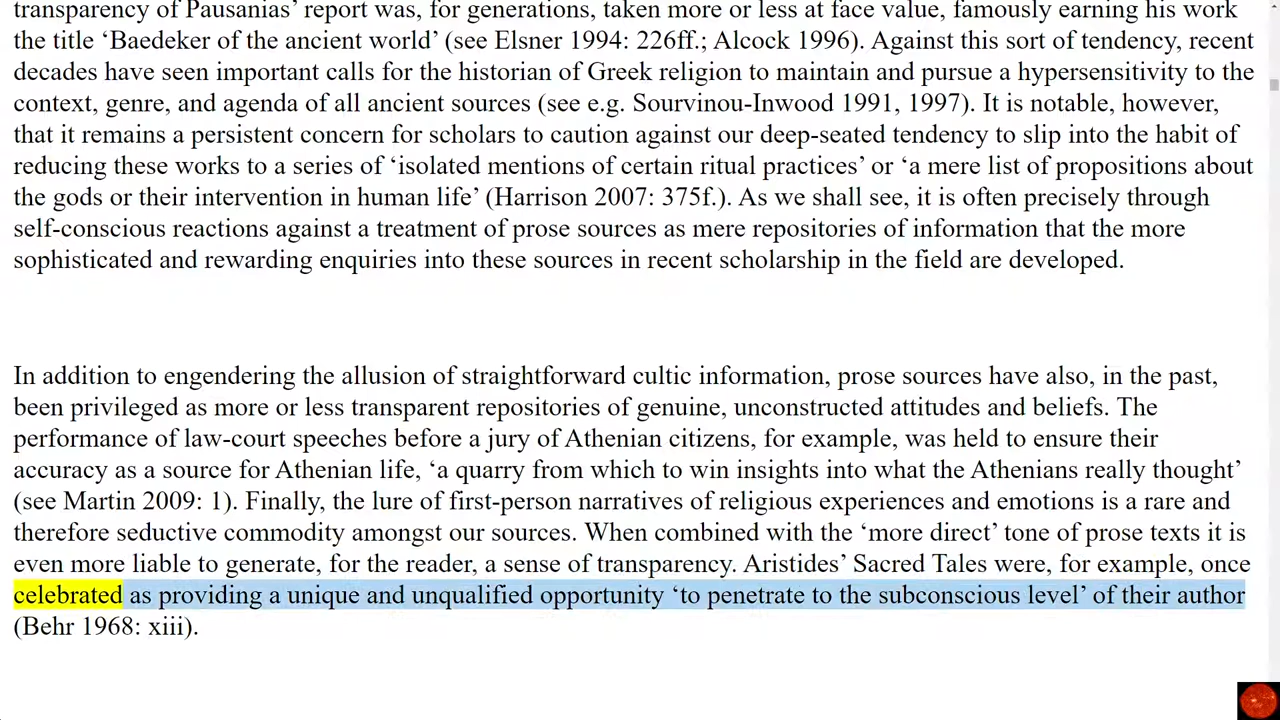 transparency of Pausanias’ report was, for generations, taken more or less at face value, famously earning his work
the title ‘Baedeker of the ancient world’ (see Elsner 1994: 226ff.; Alcock 1996). Against this sort of tendency, recent
decades have seen important calls for the historian of Greek religion to maintain and pursue a hypersensitivity to the
context, genre, and agenda of all ancient sources (see e.g. Sourvinou-Inwood 1991, 1997). It is notable, however,
that it remains a persistent concern for scholars to caution against our deep-seated tendency to slip into the habit of
reducing these works to a series of ‘isolated mentions of certain ritual practices’ or ‘a mere list of propositions about
the gods or their intervention in human life’ (Harrison 2007: 375f.). As we shall see, it is often precisely through
self-conscious reactions against a treatment of prose sources as mere repositories of information that the more
sophisticated and rewarding enquiries into these sources in recent scholarship in the field are developed.
In addition to engendering the allusion of straightforward cultic information, prose sources have also, in the past,
been privileged as more or less transparent repositories of genuine, unconstructed attitudes and beliefs. The
performance of law-court speeches before a jury of Athenian citizens, for example, was held to ensure their
accuracy as a source for Athenian life, ‘a quarry from which to win insights into what the Athenians really thought’
(see Martin 2009: 1). Finally, the lure of first-person narratives of religious experiences and emotions is a rare and
therefore seductive commodity amongst our sources. When combined with the ‘more direct’ tone of prose texts it is
even more liable to generate, for the reader, a sense of transparency. Aristides’ Sacred Tales were, for example, once
celebrated as providing a unique and unqualified opportunity ‘to penetrate to the subconscious level’ of their author
(Behr 1968: xiii).